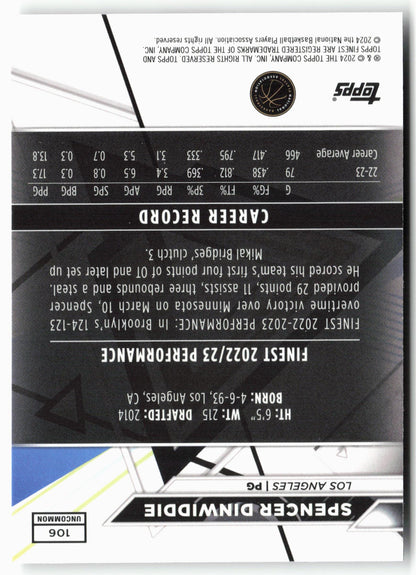 106
UNCOMMON
SPENCER DINWIDDIE
LOS ANGELES | PG
HT: 6'5" WT: 215 DRAFTED: 2014
BORN: 4-6-93, Los Angeles, CA
FINEST 2022/23 PERFORMANCE
FINEST 2022-2023 PERFORMANCE: In Brooklyn's 124-123
overtime victory over Minnesota on March 10, Spencer
provided 29 points, 11 assists, three rebounds and a steal.
He scored his team's first four points of OT and later set up
Mikal Bridges' clutch 3.
CAREER RECORD
G FG% FT% 3P% RPG APG SPG BPG PPG
22-23 79 .438 .812 .369 3.4 6.5 0.8 0.3 17.3
Career Average 466 .417 .795 .333 3.1 5.3 0.7 0.3 13.8
topps
® & © 2024 THE TOPPS COMPANY, INC. ALL RIGHTS RESERVED. TOPPS AND
TOPPS FINEST ARE REGISTERED TRADEMARKS OF THE TOPPS COMPANY, INC.
© 2024 the National Basketball Players Association. All rights reserved.